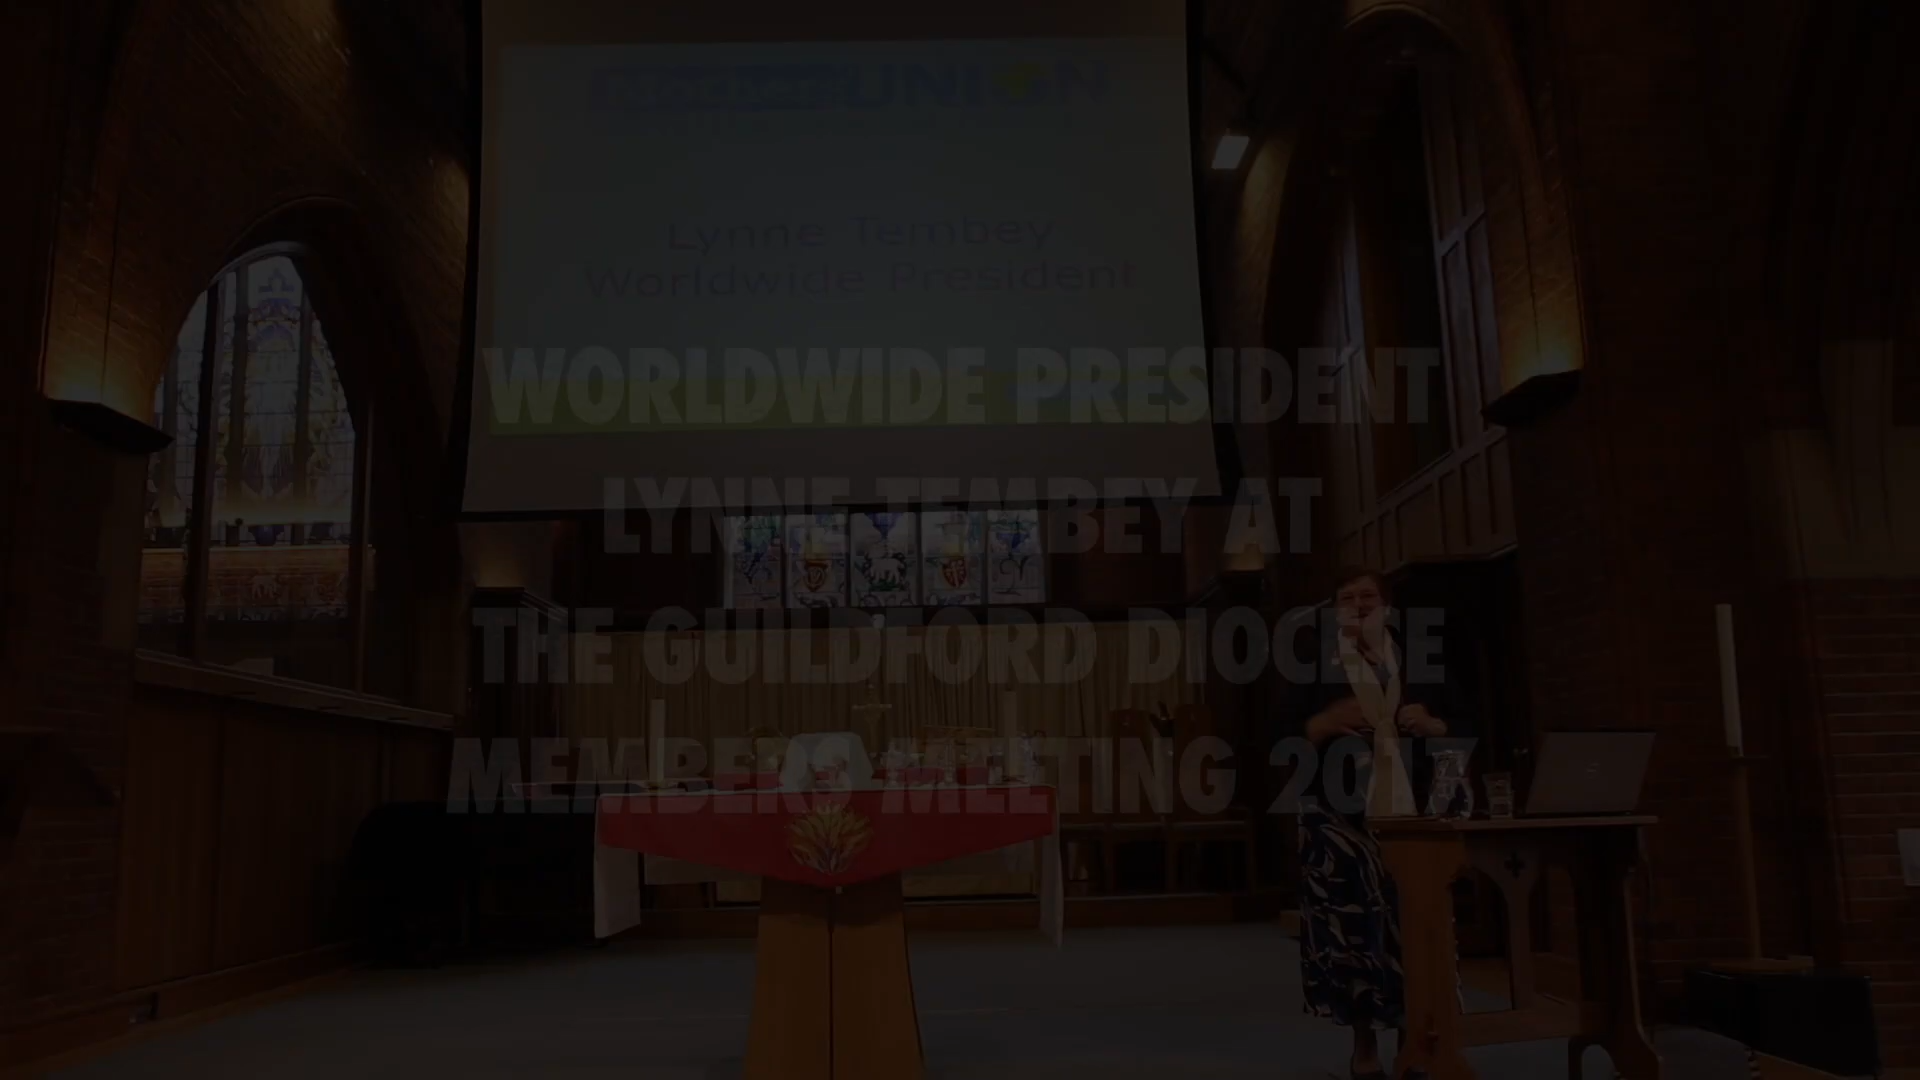 UNION
Lynne Tembey
Worldwide President
WORLDWIDE PRESIDENT
LYNNE TEMBEY AT
THE GUILDFORD DIOCESE
MEMBERS MEETING 2017